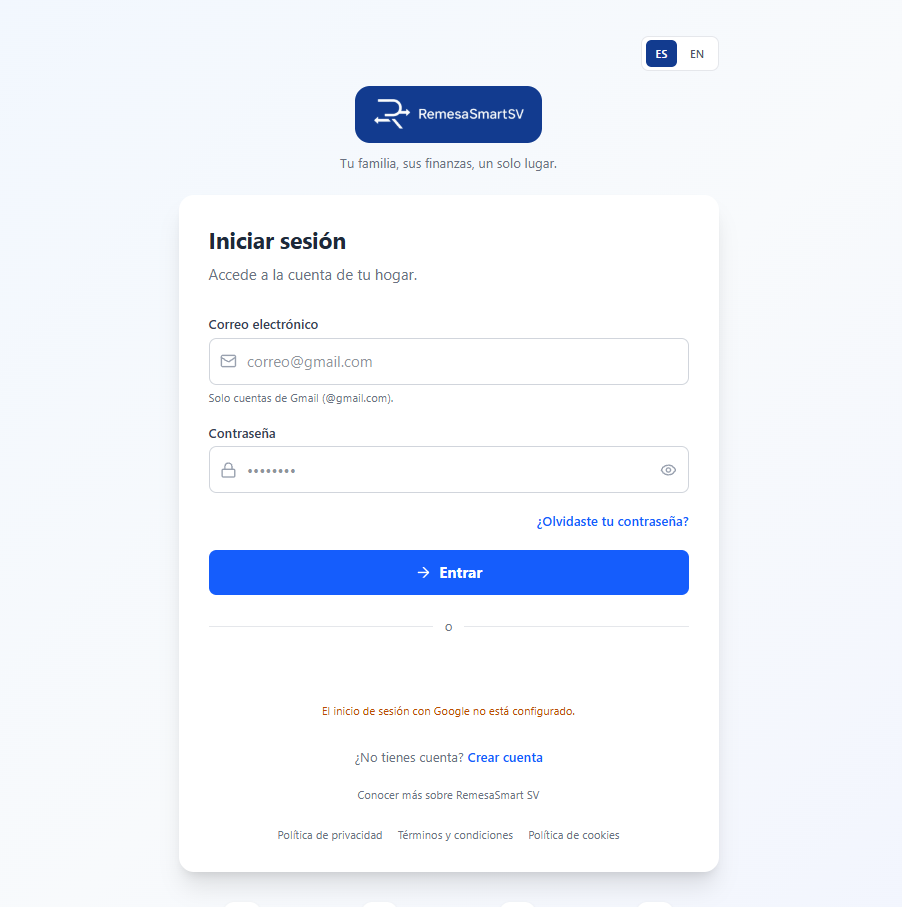 ES EN
RemesaSmartSV
Tu familia, sus finanzas, un solo lugar.
Iniciar sesión
Accede a la cuenta de tu hogar.
Correo electrónico
correo@gmail.com
Solo cuentas de Gmail (@gmail.com).
Contraseña
••••••••
¿Olvidaste tu contraseña?
→ Entrar
o
El inicio de sesión con Google no está configurado.
¿No tienes cuenta? Crear cuenta
Conocer más sobre RemesaSmart SV
Política de privacidad Términos y condiciones Política de cookies